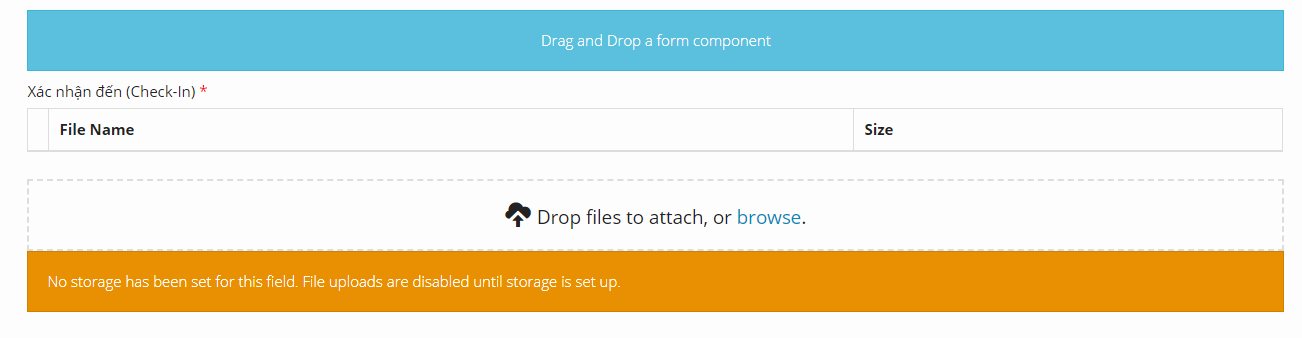 Drag and Drop a form component
Xác nhận đến (Check-In) *
File Name Size
Drop files to attach, or browse.
No storage has been set for this field. File uploads are disabled until storage is set up.